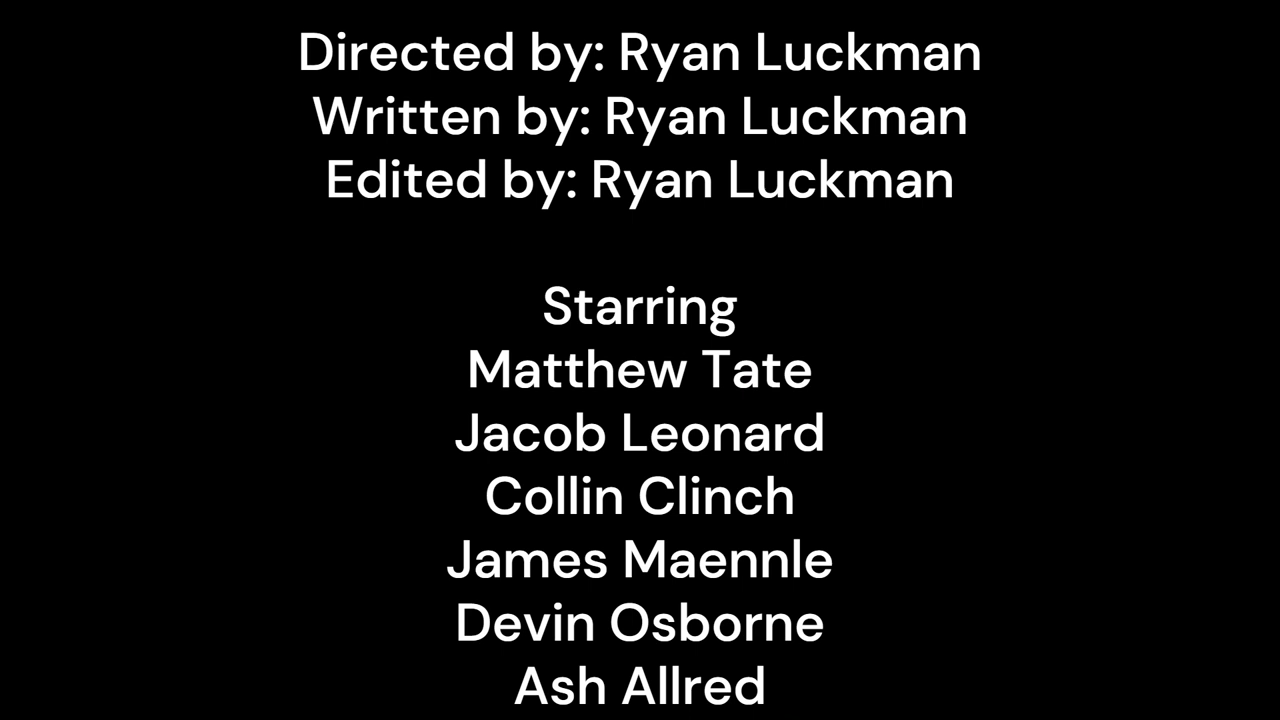 Directed by: Ryan Luckman
Written by: Ryan Luckman
Edited by: Ryan Luckman
Starring
Matthew Tate
Jacob Leonard
Collin Clinch
James Maennle
Devin Osborne
Ash Allred